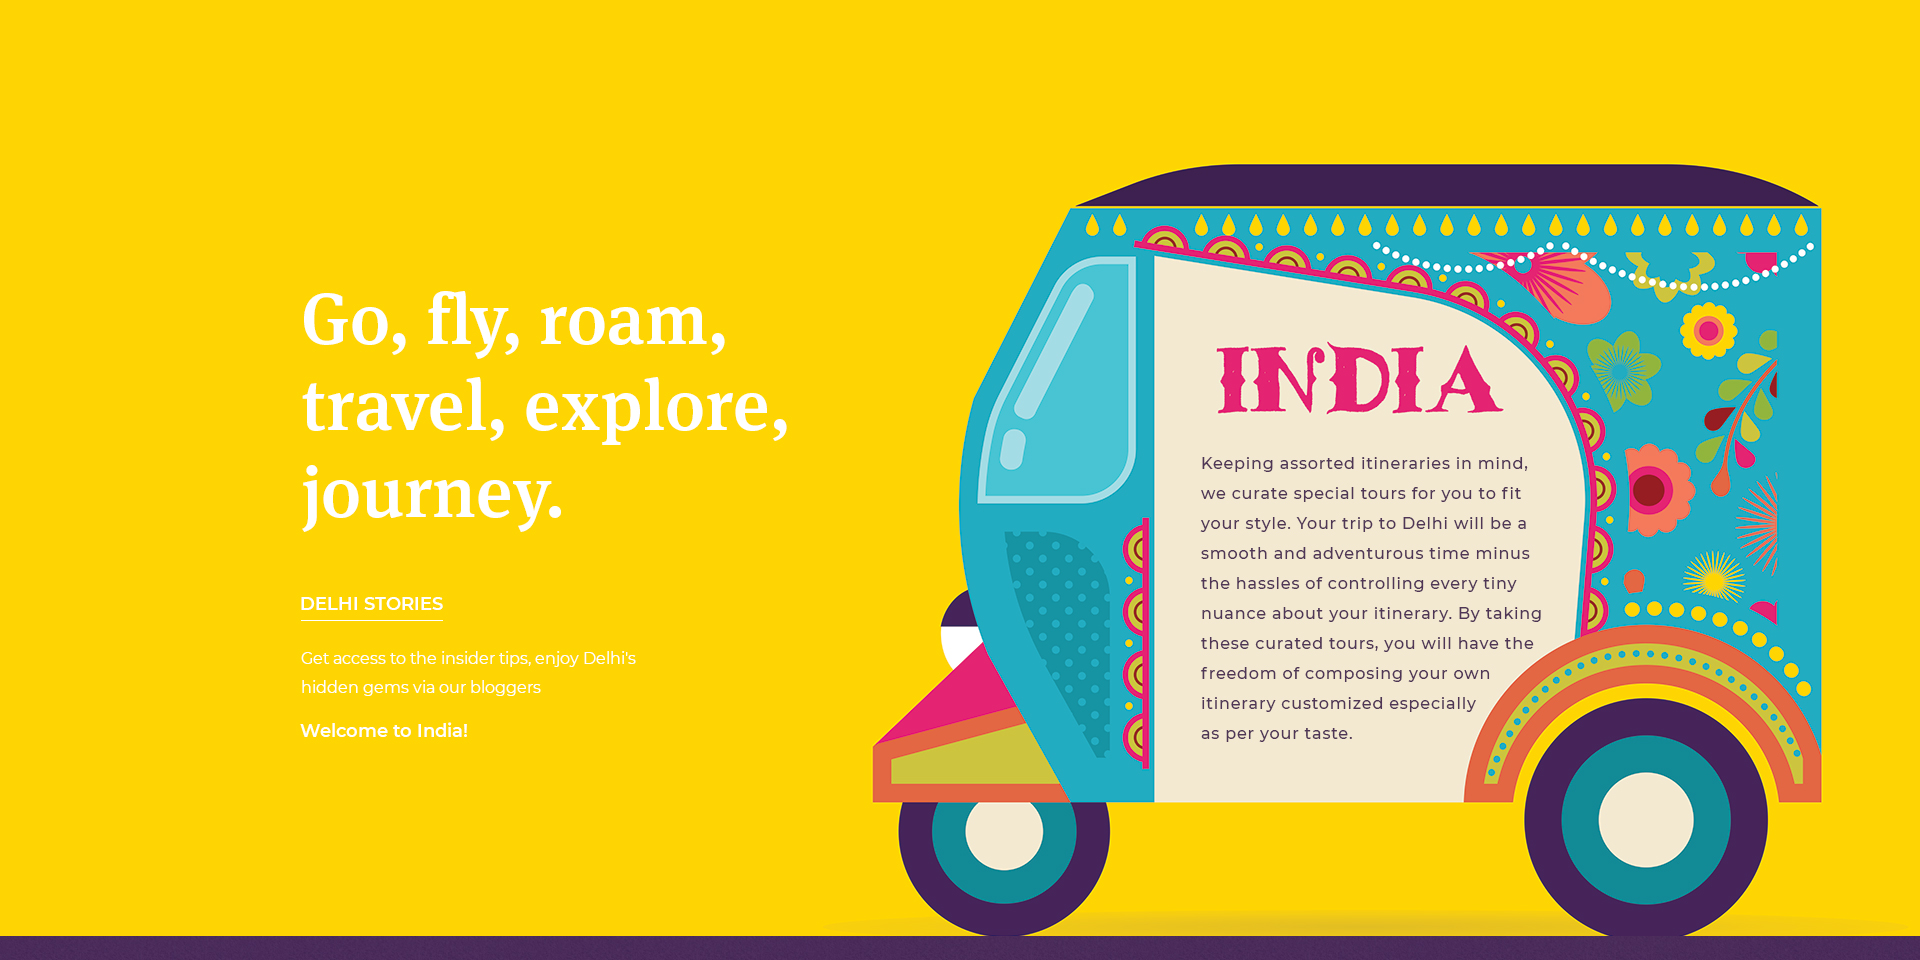 Go, fly, roam,
travel, explore,
journey.
DELHI STORIES
Get access to the insider tips, enjoy Delhi's
hidden gems via our bloggers
Welcome to India!
INDIA
Keeping assorted itineraries in mind,
we curate special tours for you to fit
your style. Your trip to Delhi will be a
smooth and adventurous time minus
the hassles of controlling every tiny
nuance about your itinerary. By taking
these curated tours, you will have the
freedom of composing your own
itinerary customized especially
as per your taste.